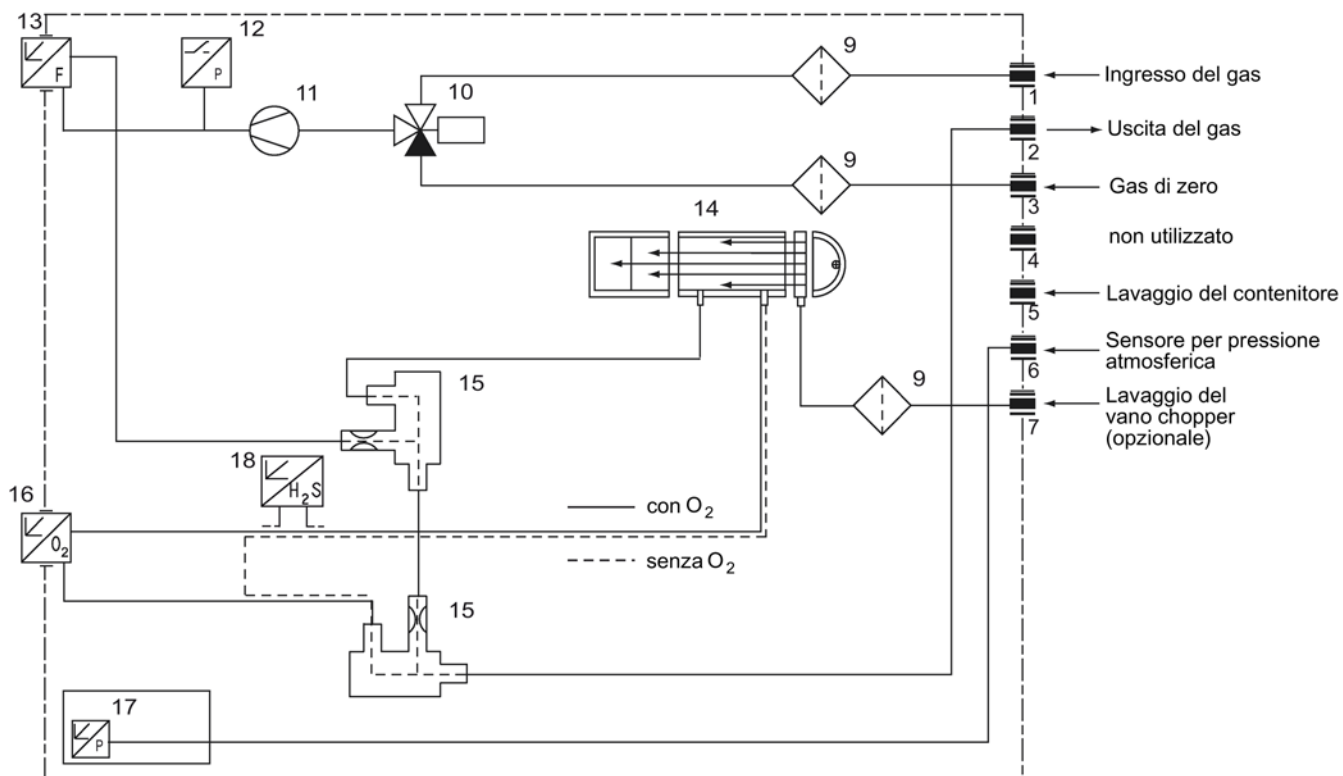 13
F
12
P
11
10
9
Ingresso del gas
1
Uscita del gas
2
9
Gas di zero
3
14
non utilizzato
4
Lavaggio del contenitore
5
Sensore per pressione
atmosferica
6
15
9
Lavaggio del
vano chopper
(opzionale)
7
18
H2S
16
O2
con O2
senza O2
15
17
P